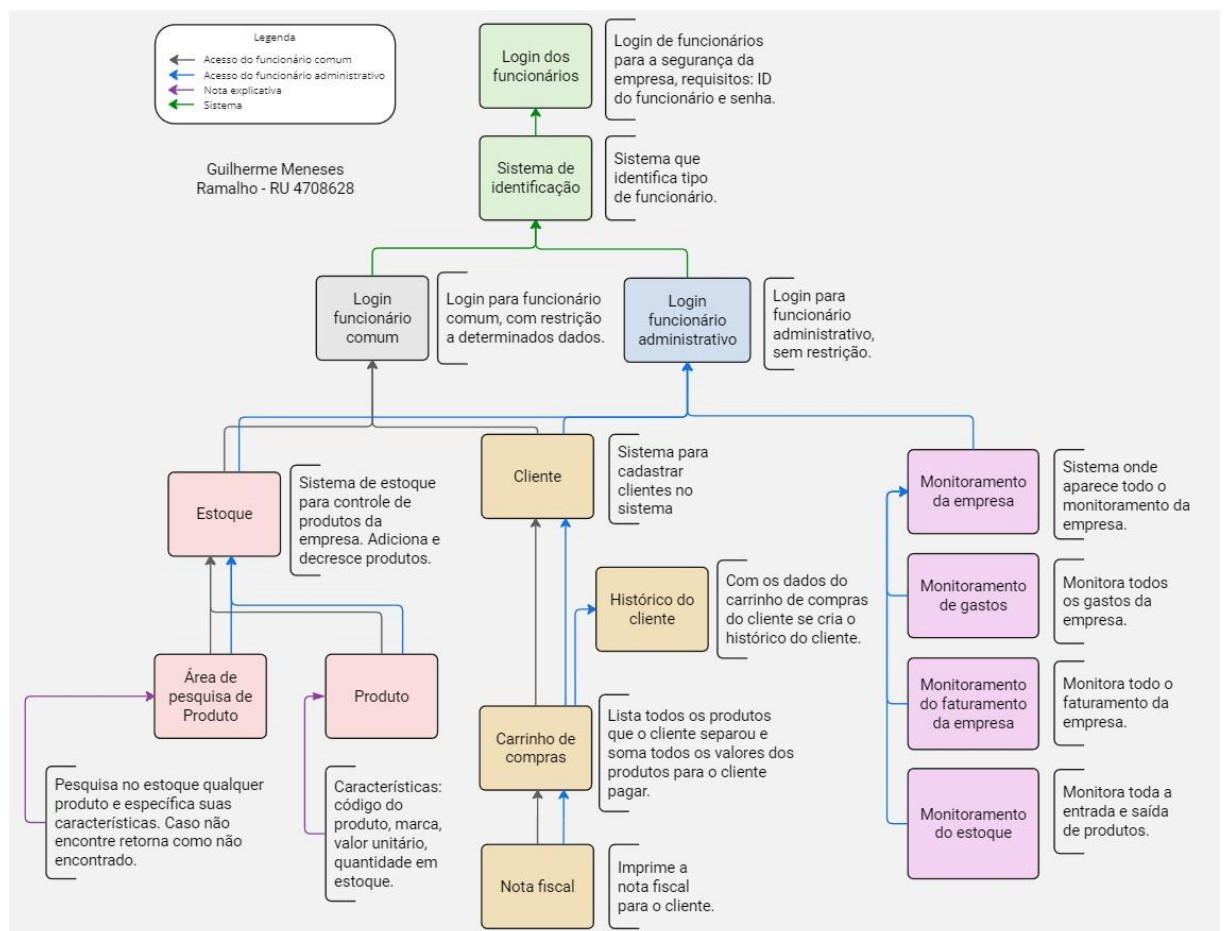 Legenda
Acesso do funcionário comum
Acesso do funcionário administrativo
Nota explicativa
Sistema
Guilherme Meneses
Ramalho - RU 4708628
Login dos
funcionários
Login de funcionários
para a segurança da
empresa, requisitos: ID
do funcionário e senha.
Sistema de
identificação
Sistema que
identifica tipo
de funcionário.
Login
funcionário
comum
Login para funcionário
comum, com restrição
a determinados dados.
Login
funcionário
administrativo
Login para
funcionário
administrativo,
sem restrição.
Estoque
Sistema de estoque
para controle de
produtos da
empresa. Adiciona e
decresce produtos.
Cliente
Sistema para
cadastrar
clientes no
sistema
Monitoramento
da empresa
Sistema onde
aparece todo o
monitoramento da
empresa.
Histórico do
cliente
Com os dados do
carrinho de compras
do cliente se cria o
histórico do cliente.
Monitoramento
de gastos
Monitora todos
os gastos da
empresa.
Área de
pesquisa de
Produto
Produto
Monitoramento
do faturamento
da empresa
Monitora todo o
faturamento da
empresa.
Carrinho de
compras
Lista todos os produtos
que o cliente separou e
soma todos os valores dos
produtos para o cliente
pagar.
Pesquisa no estoque qualquer
produto e específica suas
características. Caso não
encontre retorna como não
encontrado.
Características:
código do
produto, marca,
valor unitário,
quantidade em
estoque.
Monitoramento
do estoque
Monitora toda a
entrada e saída
de produtos.
Nota fiscal
Imprime a
nota fiscal
para o cliente.